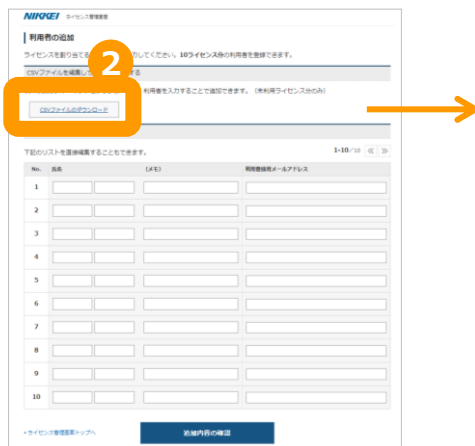 NIKKEI ライセンス管理画面
利用者の追加
ライセンスを割り当てる 力してください。10ライセンス分の利用者を登録できます。
CSVファイルを編集して する
2
利用者を入力することで追加できます。（未利用ライセンス分のみ）
CSVファイルのダウンロード
下記のリストを直接編集することもできます。
1-10/10 ≪ ≫
No. 氏名 (メモ) 利用者様用メールアドレス
1
2
3
4
5
6
7
8
9
10
ライセンス管理画面トップへ
追加内容の確認